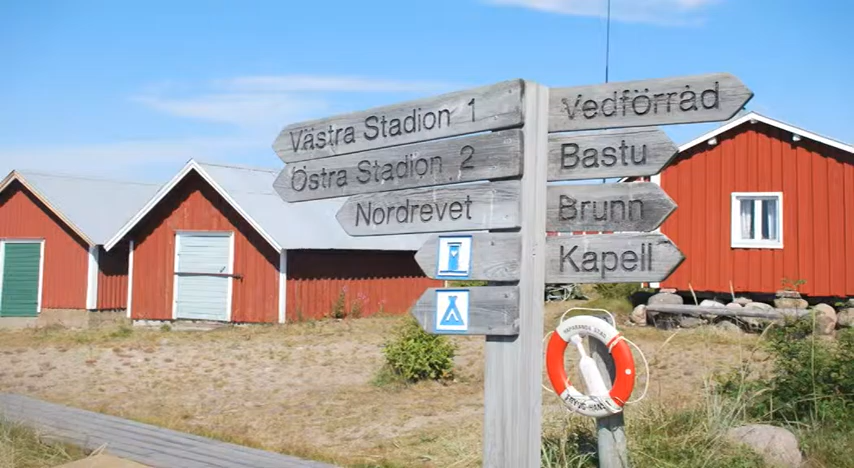 Västra Stadion 1
Östra Stadion 2
Nordrevet
Vedförråd
Bastu
Brunn
Kapell